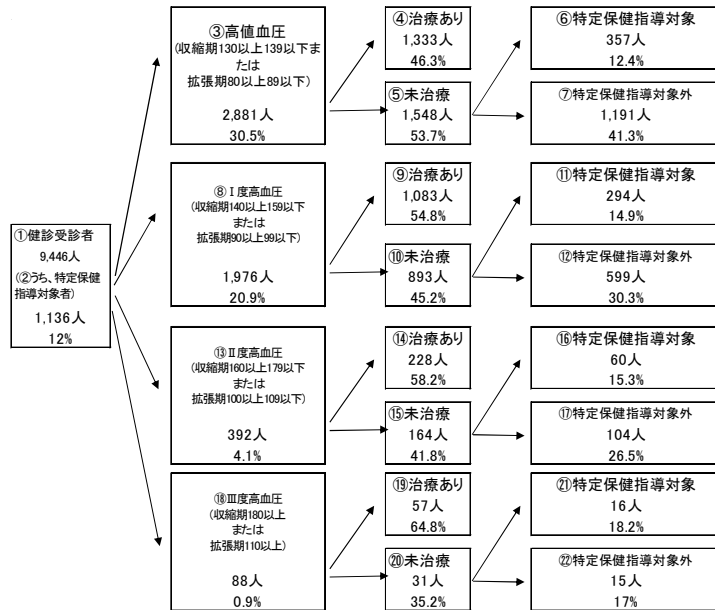 ①健診受診者
9,446人
(②うち、特定保健
指導対象者)
1,136人
12%
③高値血圧
(収縮期130以上139以下ま
たは
拡張期80以上89以下)
2,881人
30.5%
④治療あり
1,333人
46.3%
⑤未治療
1,548人
53.7%
⑥特定保健指導対象
357人
12.4%
⑦特定保健指導対象外
1,191人
41.3%
⑧Ⅰ度高血圧
(収縮期140以上159以下
または
拡張期90以上99以下)
1,976人
20.9%
⑨治療あり
1,083人
54.8%
⑩未治療
893人
45.2%
⑪特定保健指導対象
294人
14.9%
⑫特定保健指導対象外
599人
30.3%
⑬Ⅱ度高血圧
(収縮期160以上179以下
または
拡張期100以上109以下)
392人
4.1%
⑭治療あり
228人
58.2%
⑮未治療
164人
41.8%
⑯特定保健指導対象
60人
15.3%
⑰特定保健指導対象外
104人
26.5%
⑱Ⅲ度高血圧
(収縮期180以上
または
拡張期110以上)
88人
0.9%
⑲治療あり
57人
64.8%
⑳未治療
31人
35.2%
㉑特定保健指導対象
16人
18.2%
㉒特定保健指導対象外
15人
17%